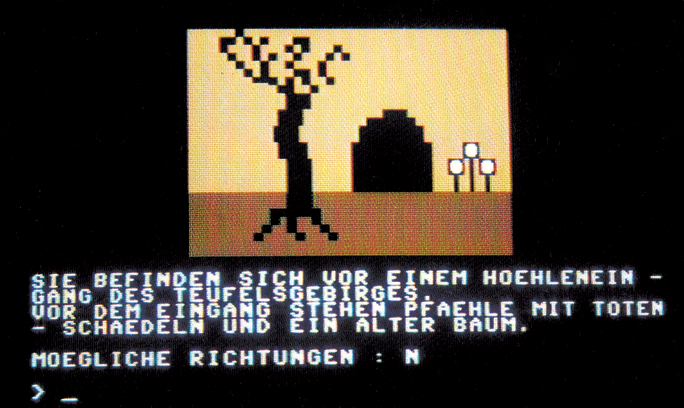 SIE BEFINDEN SICH VOR EINEM HOEHLENEIN -
GANG DES TEUFELSGEBIRGES.
VOR DEM EINGANG STEHEN PFAEHLE MIT TOTEN
- SCHAEDELN UND EIN ALTER BAUM.
MOEGLICHE RICHTUNGEN : N
> _